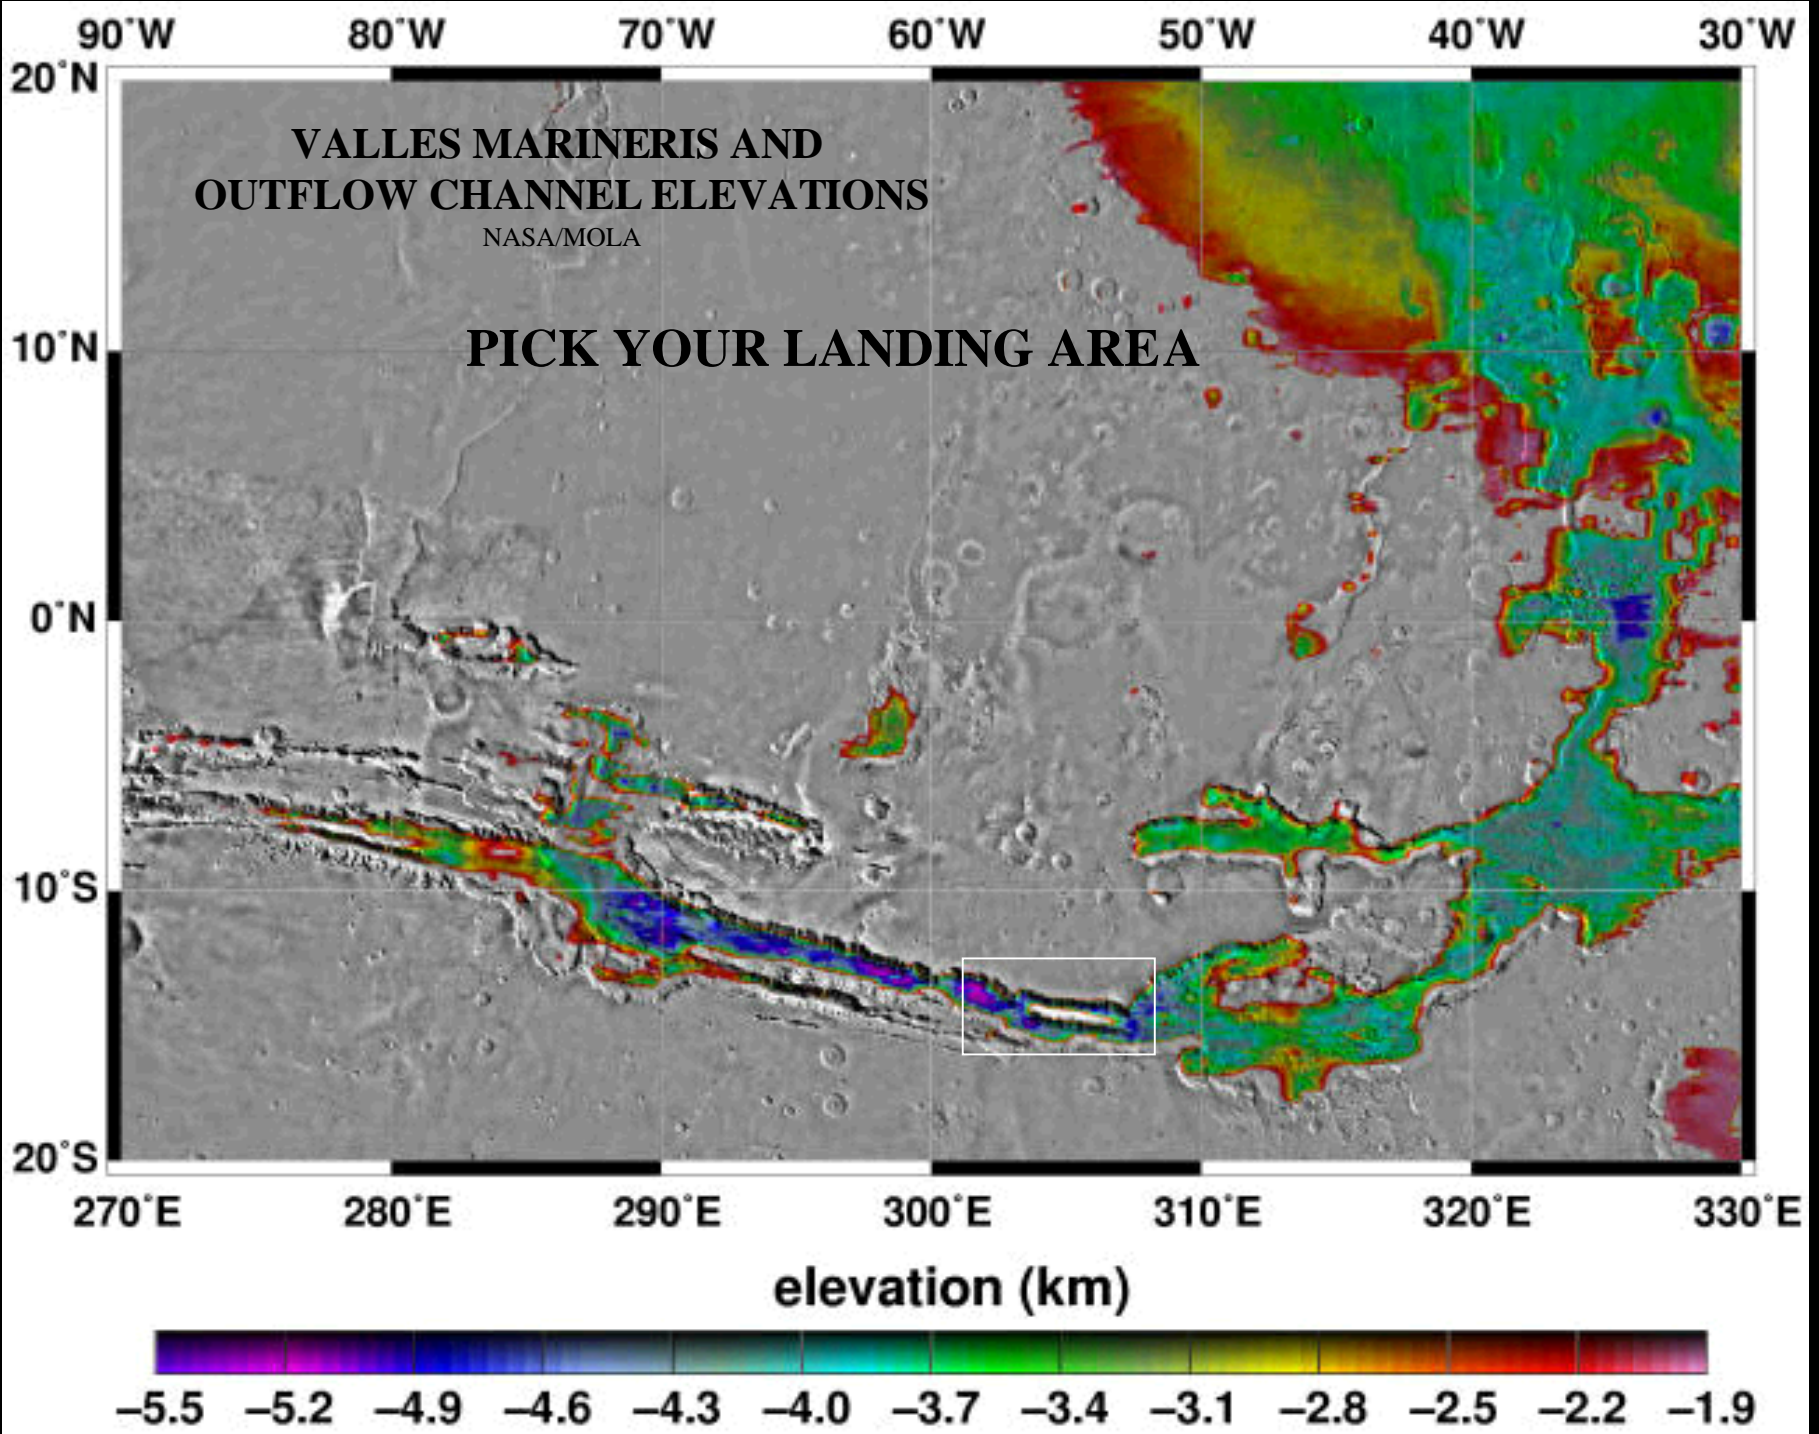 90°W 80°W 70°W 60°W 50°W 40°W 30°W
20°N
VALLES MARINERIS AND
OUTFLOW CHANNEL ELEVATIONS
NASA/MOLA
PICK YOUR LANDING AREA
10°N
0°N
10°S
20°S
270°E 280°E 290°E 300°E 310°E 320°E 330°E
elevation (km)
–5.5 –5.2 –4.9 –4.6 –4.3 –4.0 –3.7 –3.4 –3.1 –2.8 –2.5 –2.2 –1.9